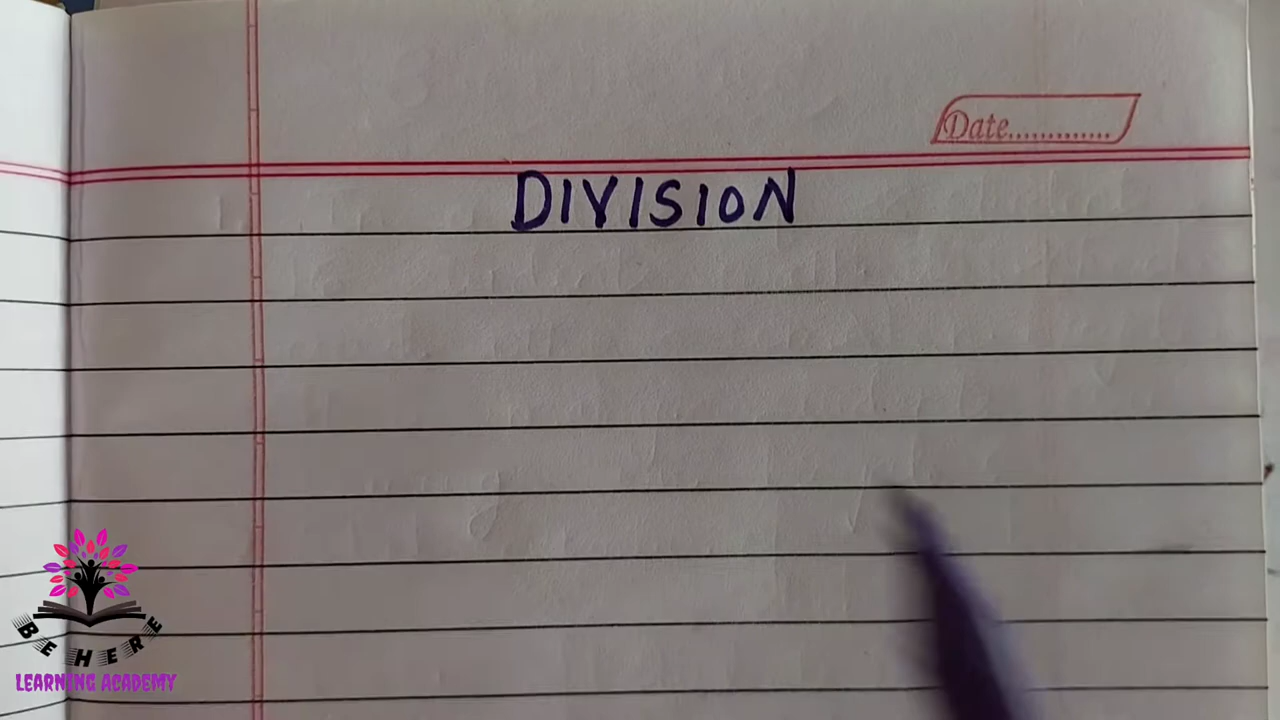 Date.............
DIVISION
BE HERE
LEARNING ACADEMY